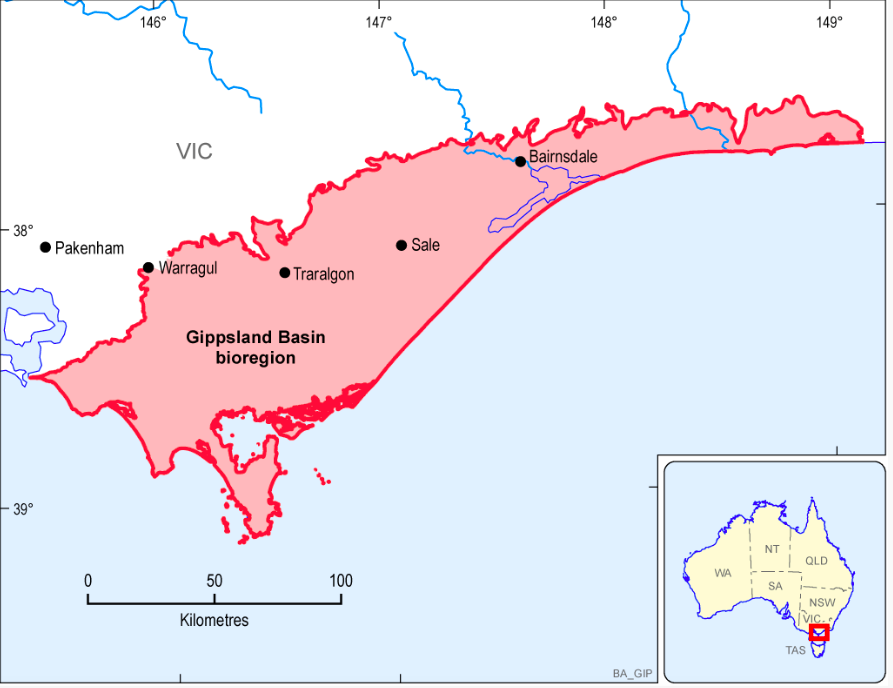 146°
147°
148°
149°
VIC
Bairnsdale
38°
Pakenham
Sale
Warragul
Traralgon
Gippsland Basin
bioregion
39°
0
50
100
Kilometres
NT
QLD
WA
SA
NSW
VIC
TAS
BA_GIP